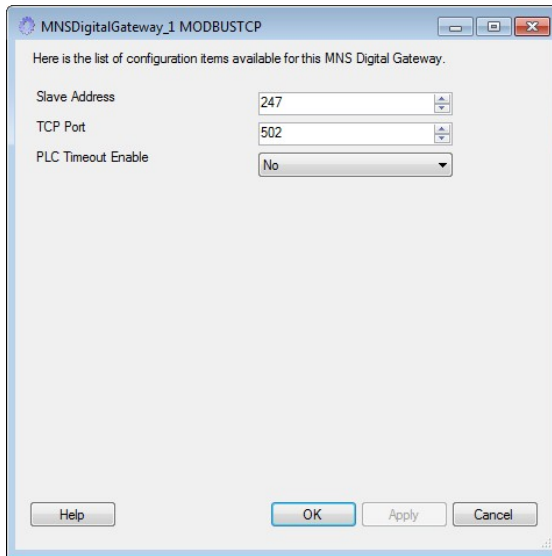 MNSDigitalGateway_1 MODBUSTCP
Here is the list of configuration items available for this MNS Digital Gateway.
Slave Address 247
TCP Port 502
PLC Timeout Enable No
Help OK Apply Cancel